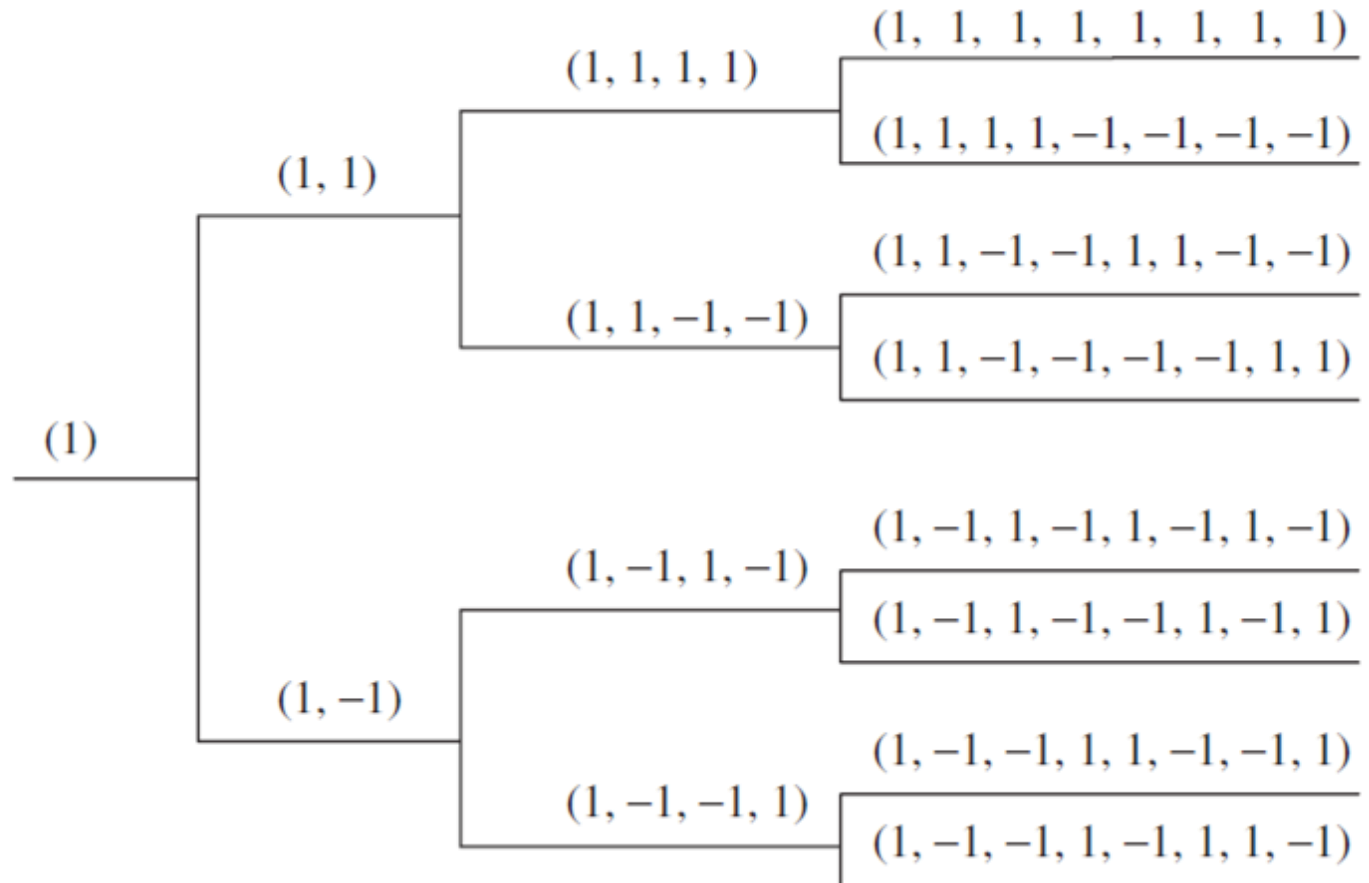 (1, 1, 1, 1, 1, 1, 1, 1)
(1, 1, 1, 1)
(1, 1, 1, 1, −1, −1, −1, −1)
(1, 1)
(1, 1, −1, −1, 1, 1, −1, −1)
(1, 1, −1, −1)
(1, 1, −1, −1, −1, −1, 1, 1)
(1)
(1, −1, 1, −1, 1, −1, 1, −1)
(1, −1, 1, −1)
(1, −1, 1, −1, −1, 1, −1, 1)
(1, −1)
(1, −1, −1, 1, 1, −1, −1, 1)
(1, −1, −1, 1)
(1, −1, −1, 1, −1, 1, 1, −1)